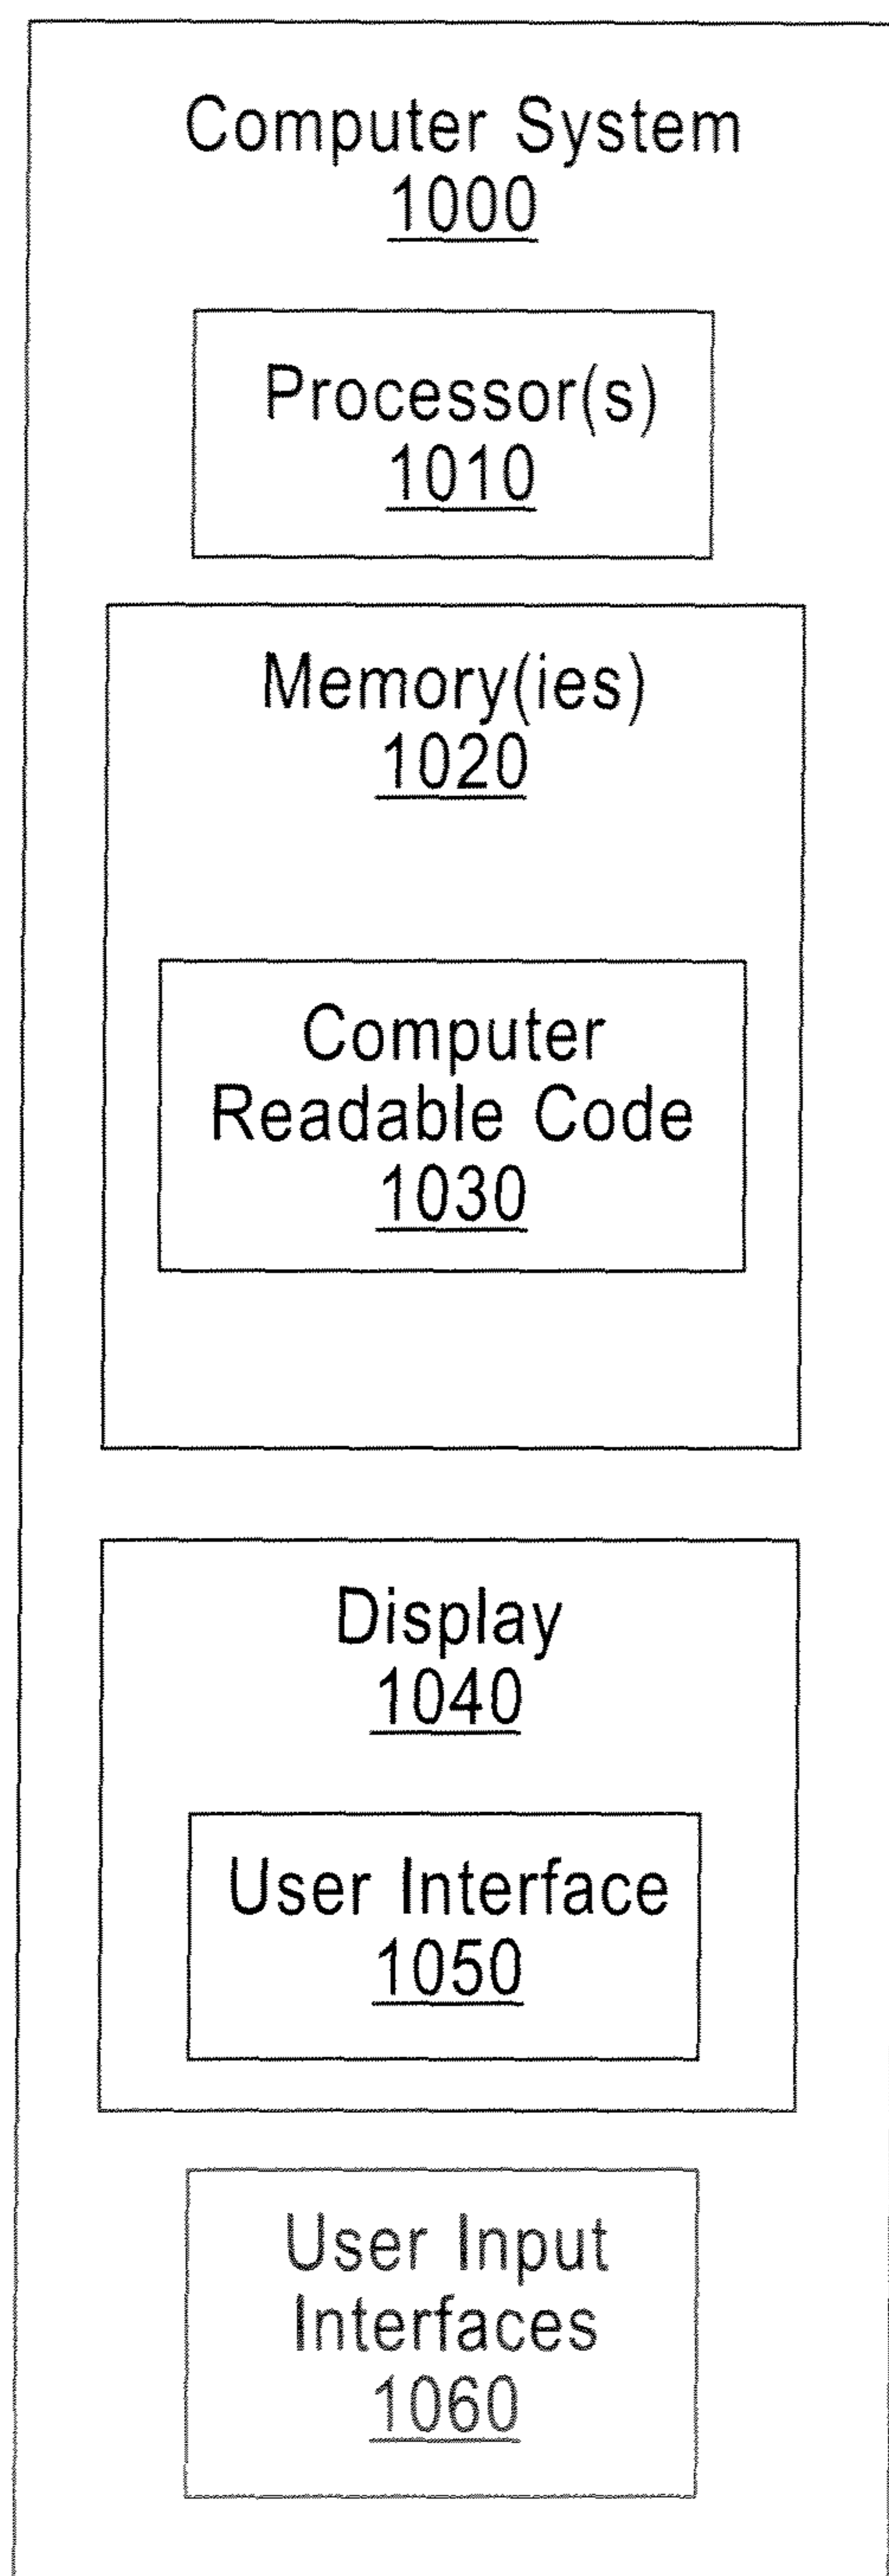 Computer System
1000
Processor(s)
1010
Memory(ies)
1020
Computer
Readable Code
1030
Display
1040
User Interface
1050
User Input
Interfaces
1060